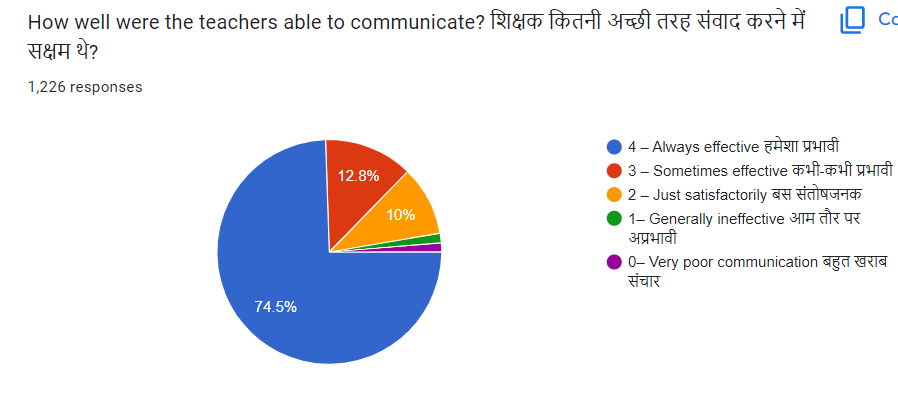 How well were the teachers able to communicate? शिक्षक कितनी अच्छी तरह संवाद करने में
सक्षम थे?
1,226 responses
4 – Always effective हमेशा प्रभावी
3 – Sometimes effective कभी-कभी प्रभावी
2 – Just satisfactorily बस संतोषजनक
1– Generally ineffective आम तौर पर
अप्रभावी
0– Very poor communication बहुत खराब
संचार
12.8%
10%
74.5%